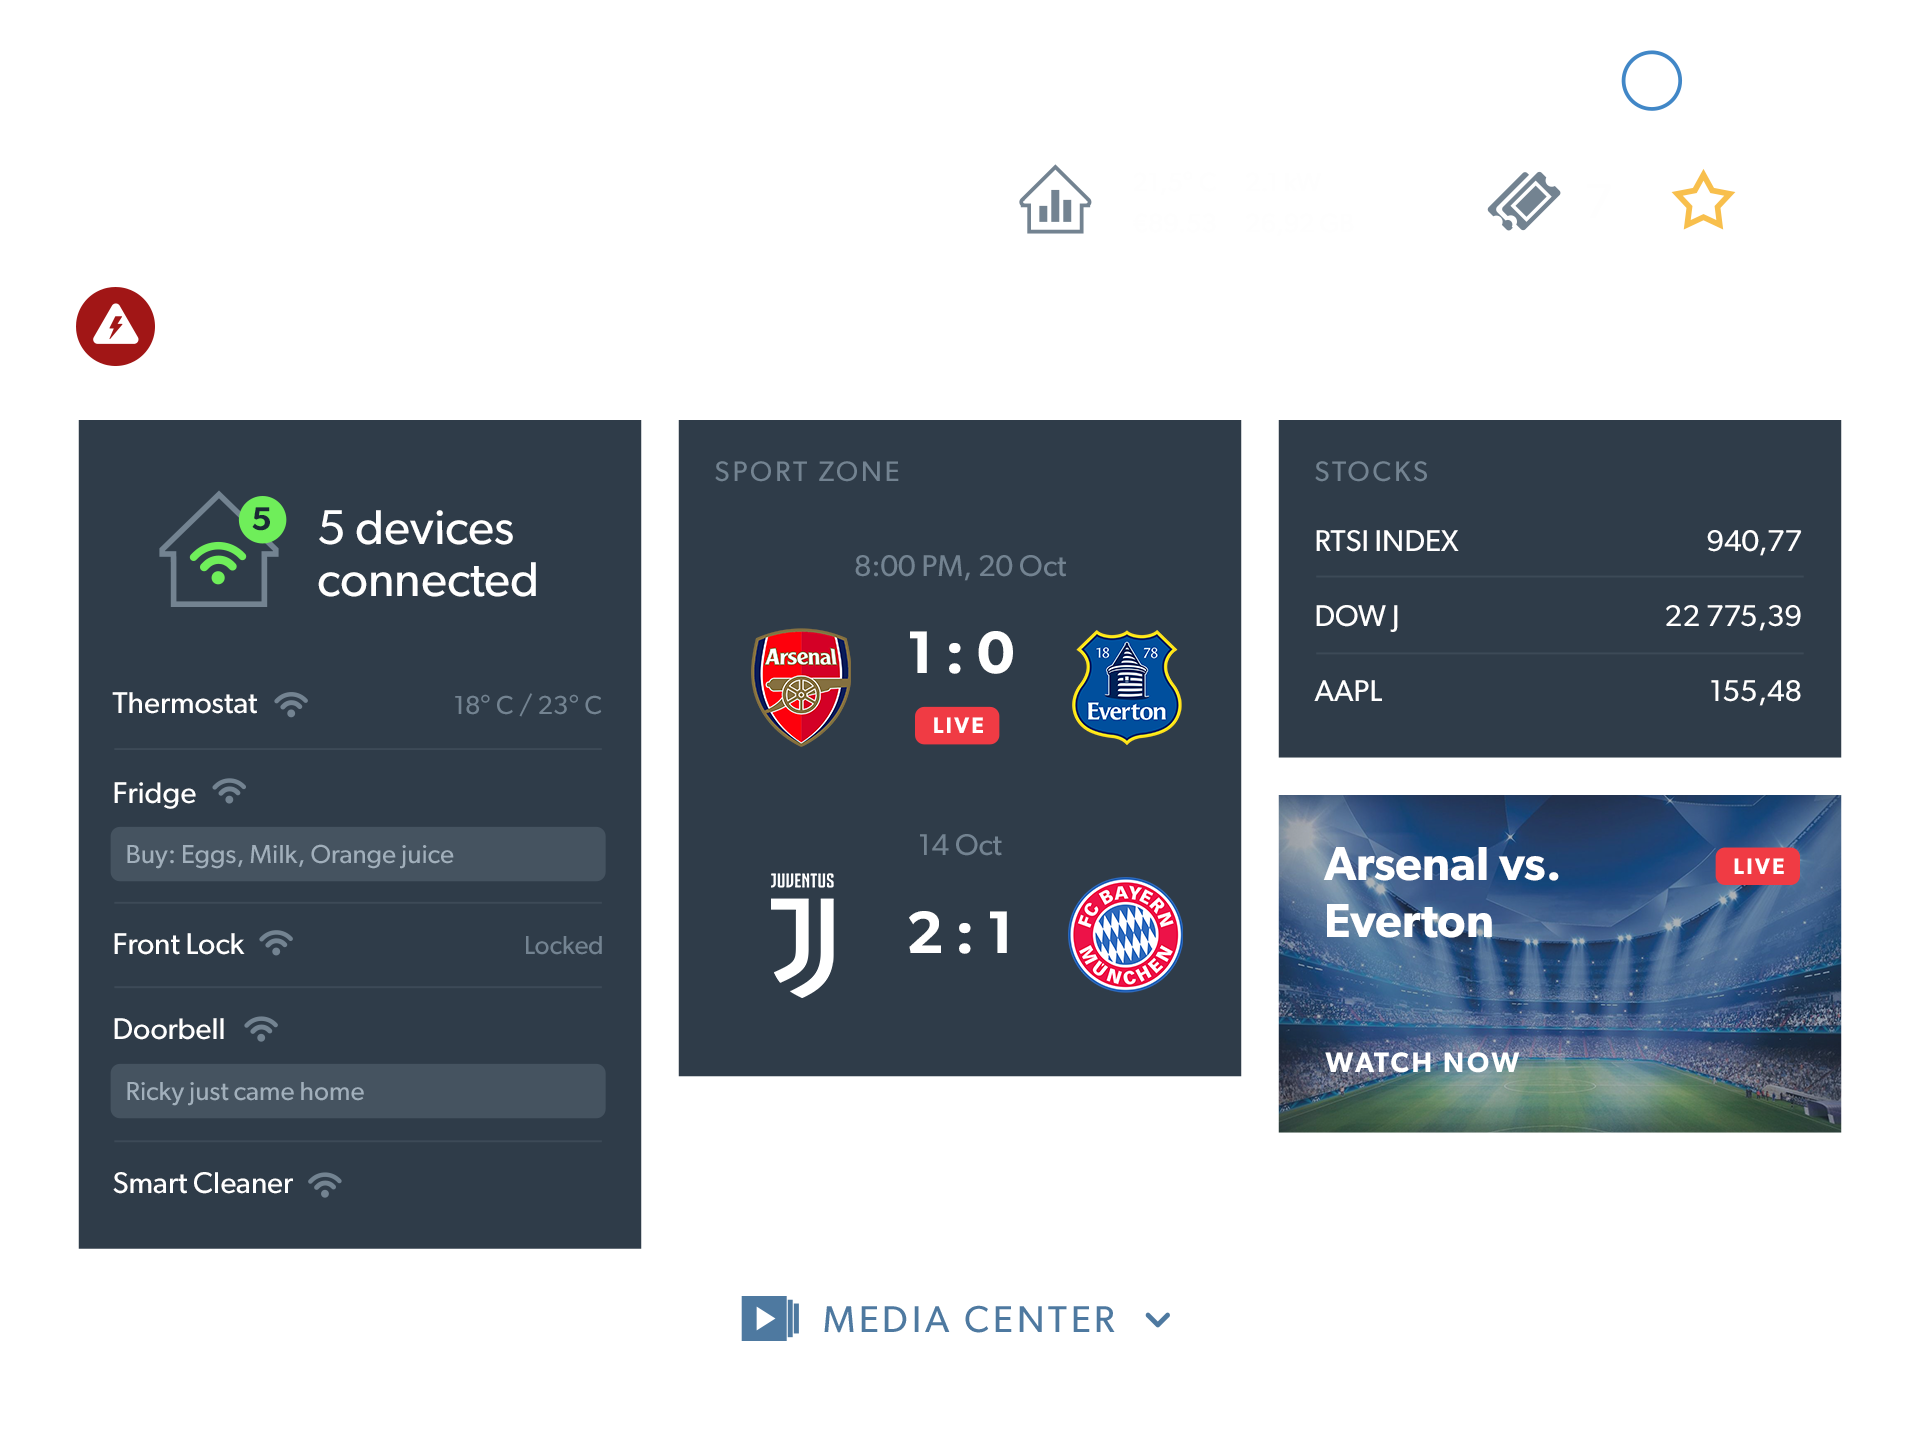 5
5 devices
connected
Thermostat
18° C / 23° C
Fridge
Buy: Eggs, Milk, Orange juice
Front Lock
Locked
Doorbell
Ricky just came home
Smart Cleaner
SPORT ZONE
8:00 PM, 20 Oct
Arsenal
1 : 0
LIVE
18 78
Everton
14 Oct
JUVENTUS
2 : 1
FC BAYERN
MÜNCHEN
STOCKS
RTSI INDEX
940,77
DOW J
22 775,39
AAPL
155,48
Arsenal vs.
Everton
LIVE
WATCH NOW
MEDIA CENTER